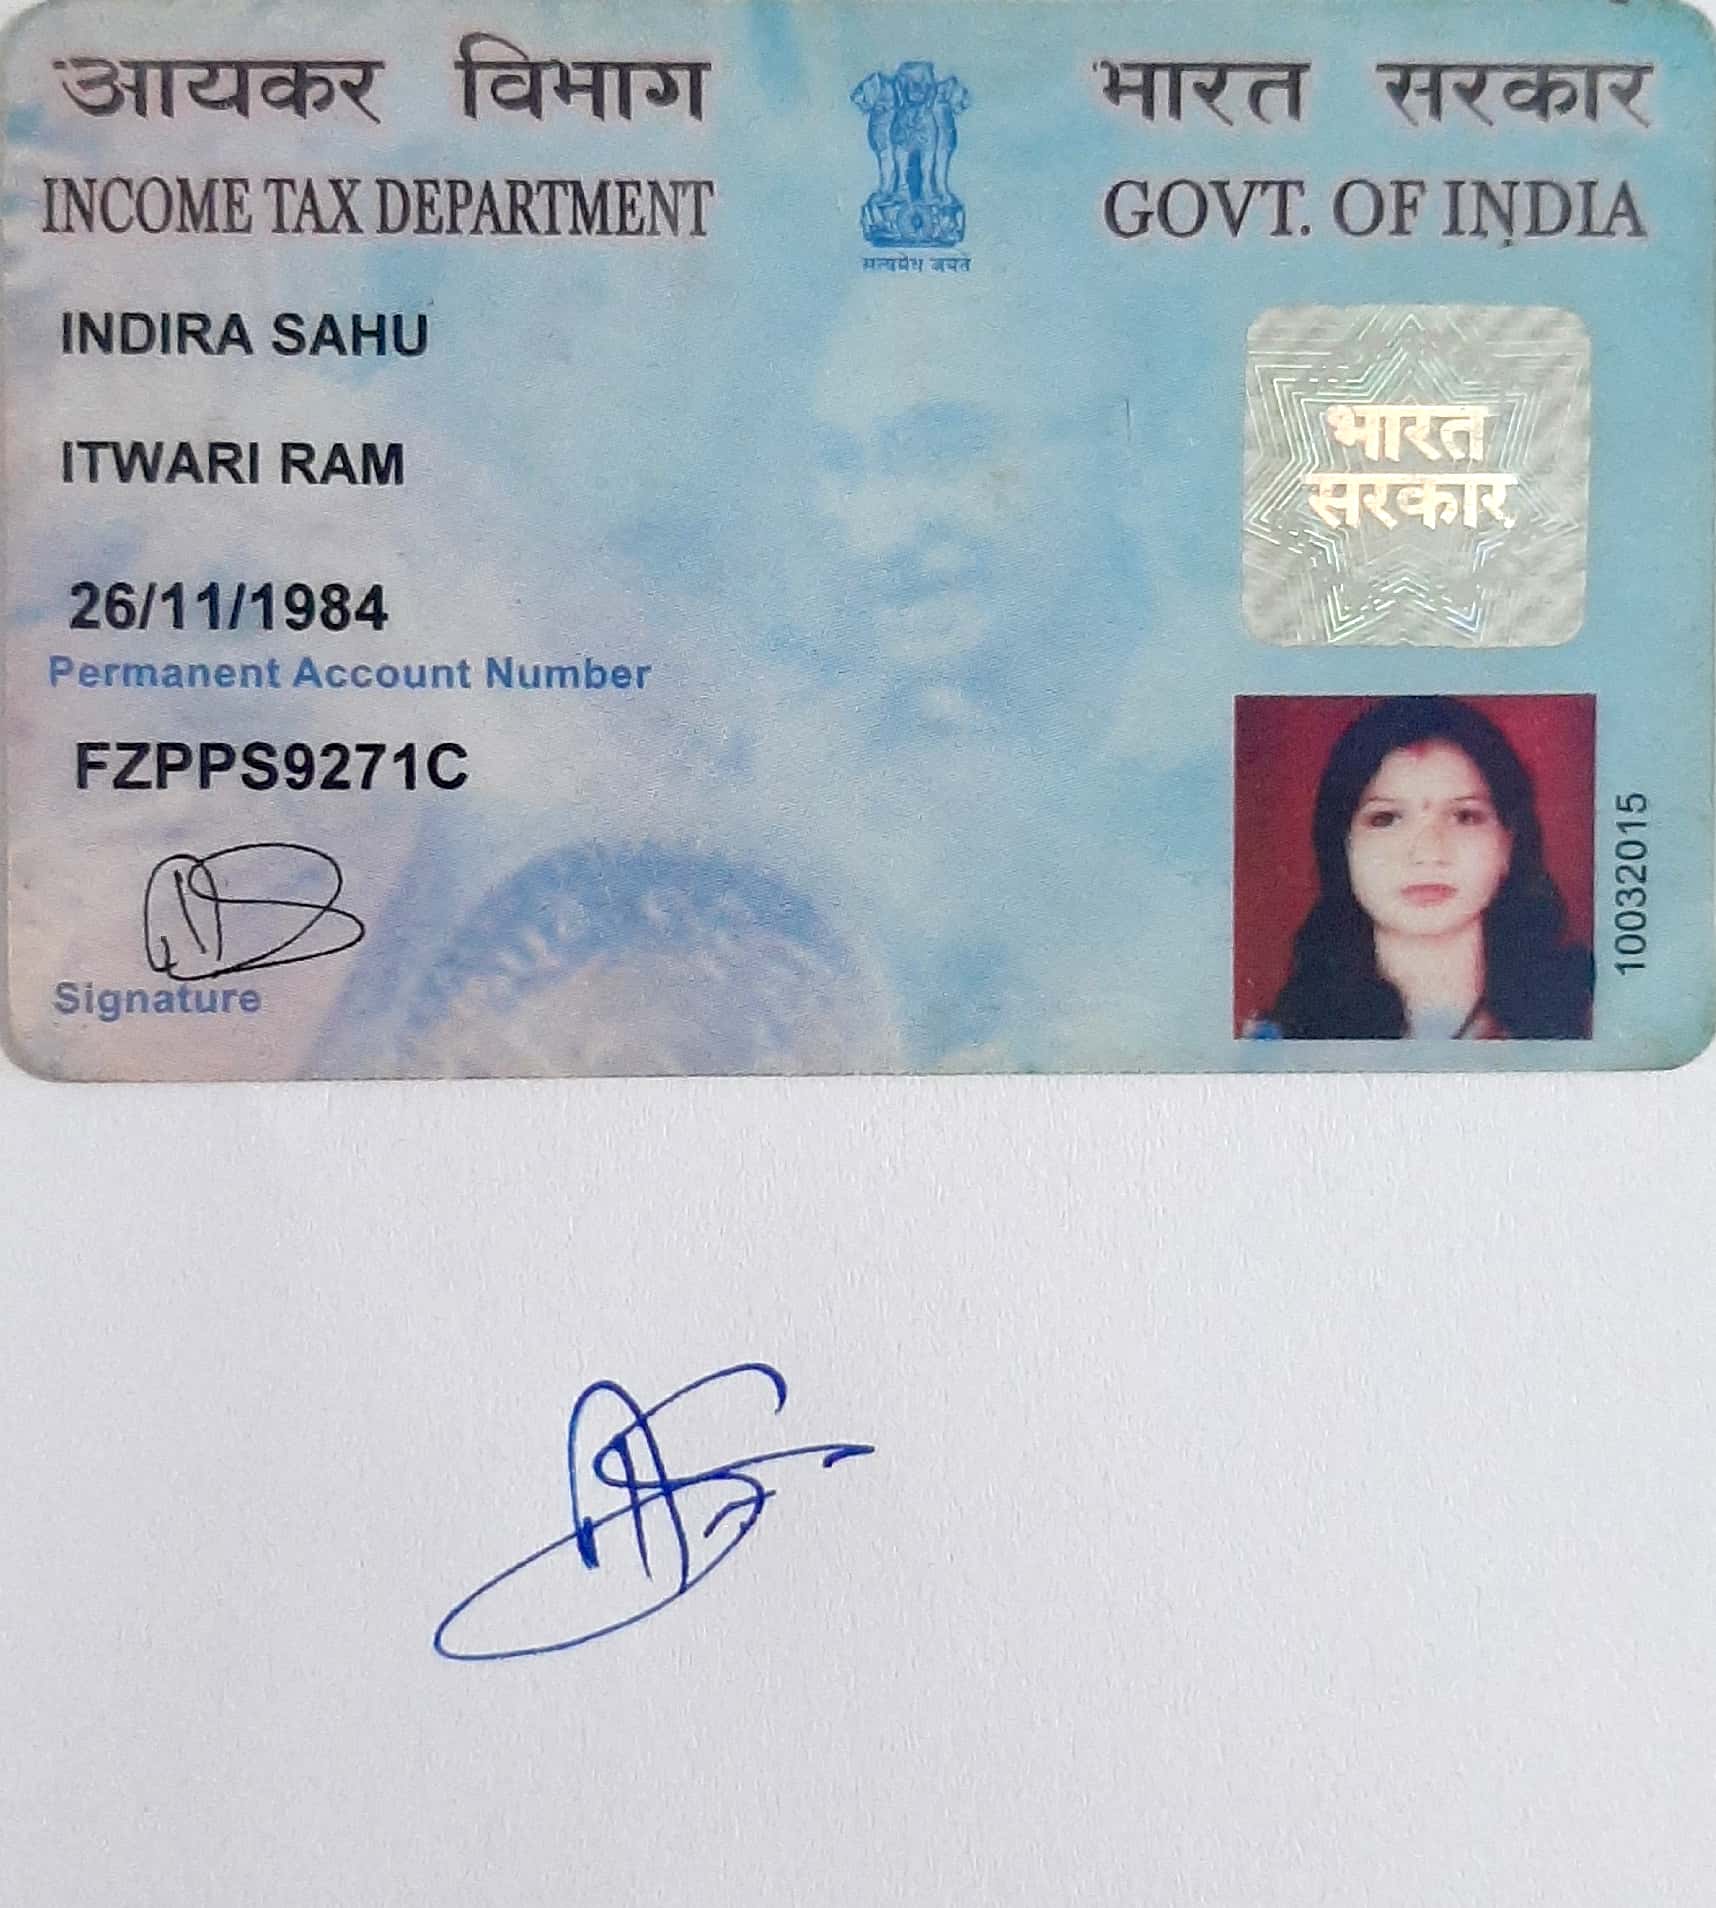 आयकर विभाग
भारत सरकार
INCOME TAX DEPARTMENT
GOVT. OF INDIA
सत्यमेव जयते
INDIRA SAHU
भारत
सरकार
ITWARI RAM
26/11/1984
Permanent Account Number
FZPPS9271C
10032015
Signature